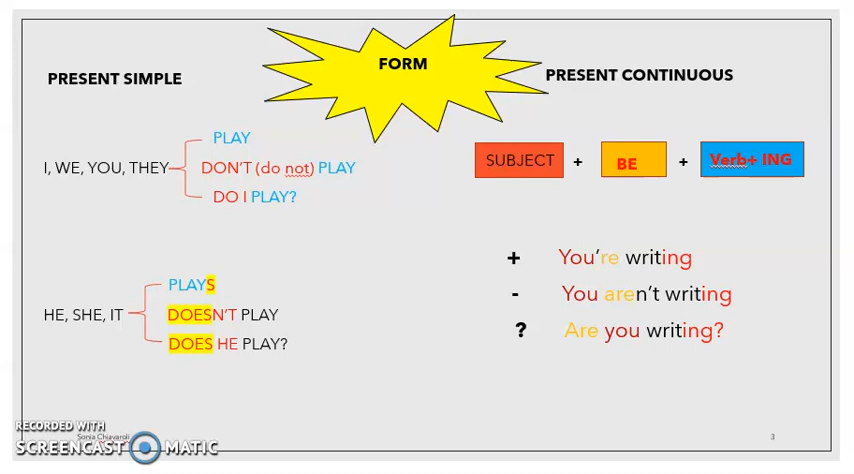 FORM
PRESENT SIMPLE
PRESENT CONTINUOUS
I, WE, YOU, THEY
PLAY
DON'T (do not) PLAY
DO I PLAY?
HE, SHE, IT
PLAYS
DOESN'T PLAY
DOES HE PLAY?
SUBJECT + BE + Verb+ ING
+ You're writing
- You aren't writing
? Are you writing?
Sonia Chiavaroli
3
RECORDED WITH
SCREENCAST MATIC